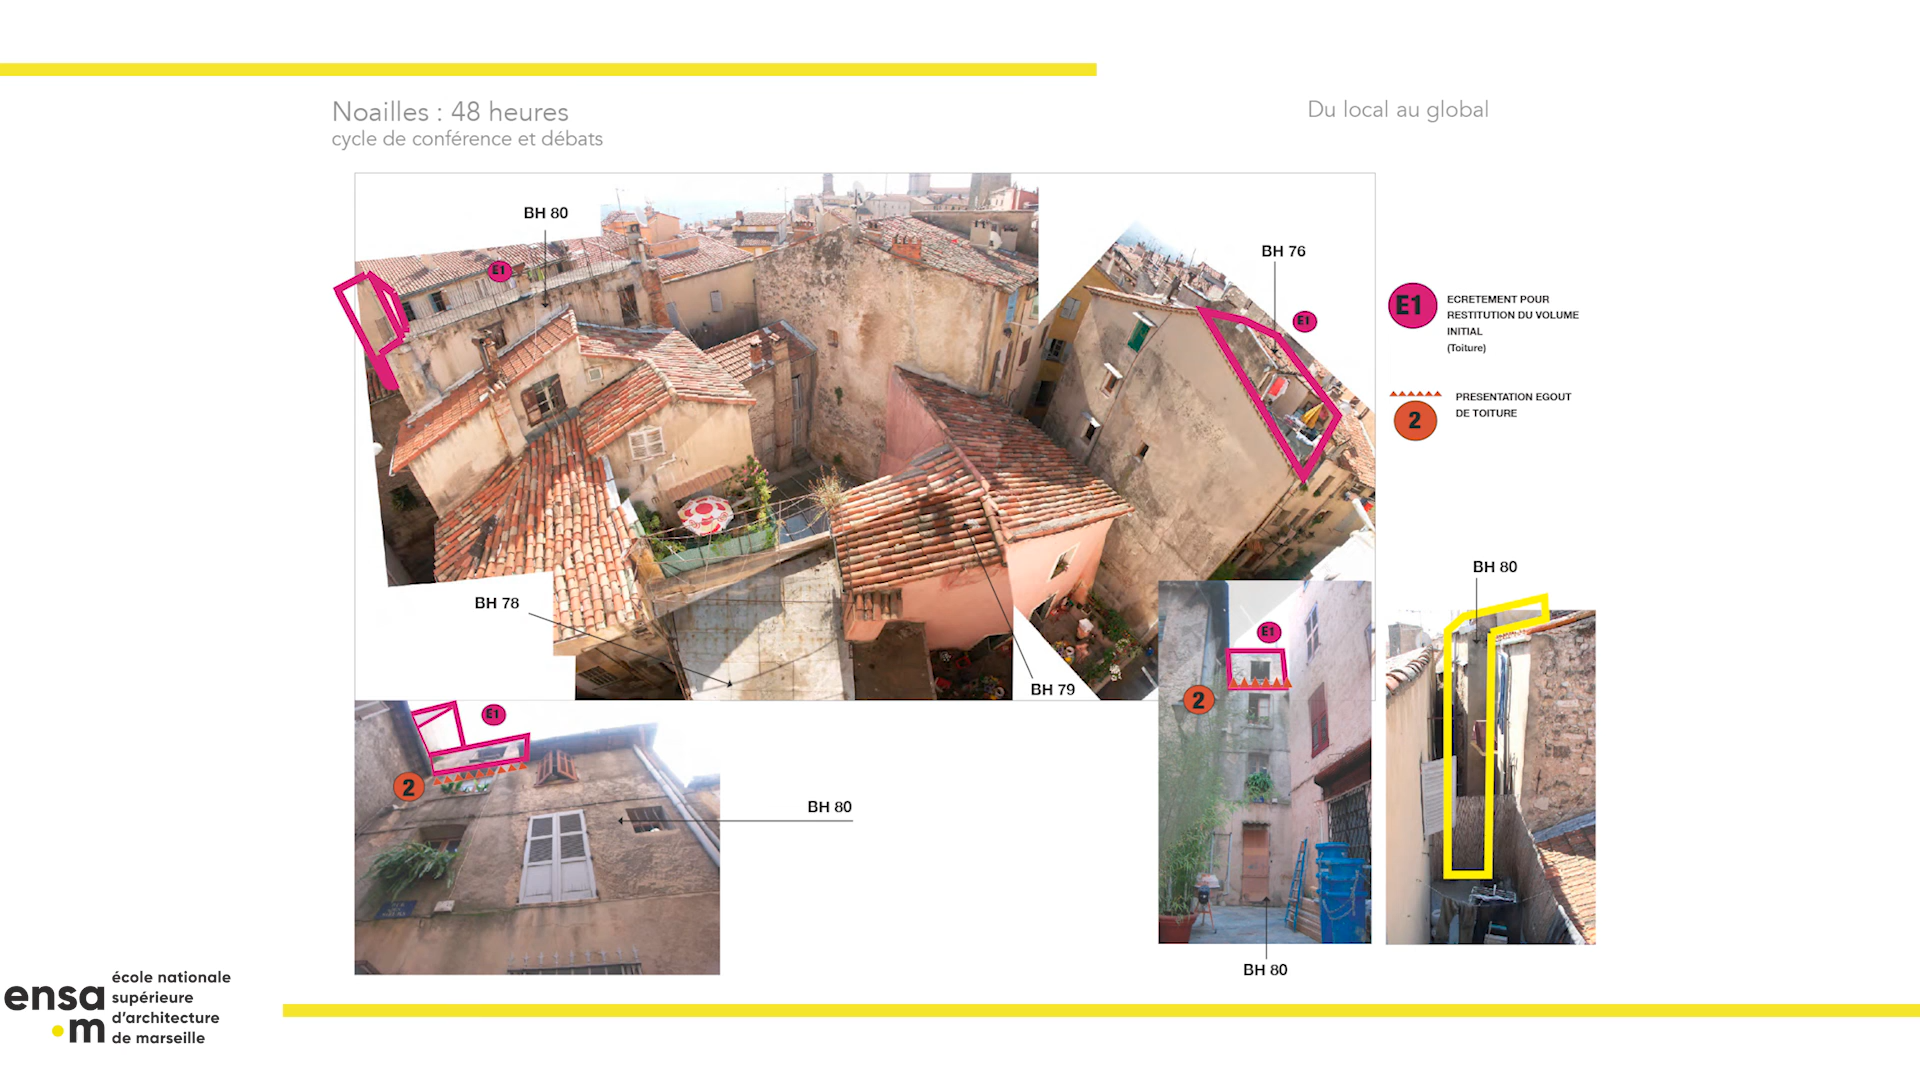 Noailles : 48 heures
cycle de conférence et débats
Du local au global
BH 80
E1
BH 76
E1
E1
ECRETEMENT POUR
RESTITUTION DU VOLUME
INITIAL
(Toiture)
2
PRESENTATION EGOUT
DE TOITURE
BH 78
BH 79
BH 80
E1
2
E1
2
BH 80
BH 80
ensa
•m
école nationale
supérieure
d'architecture
de marseille